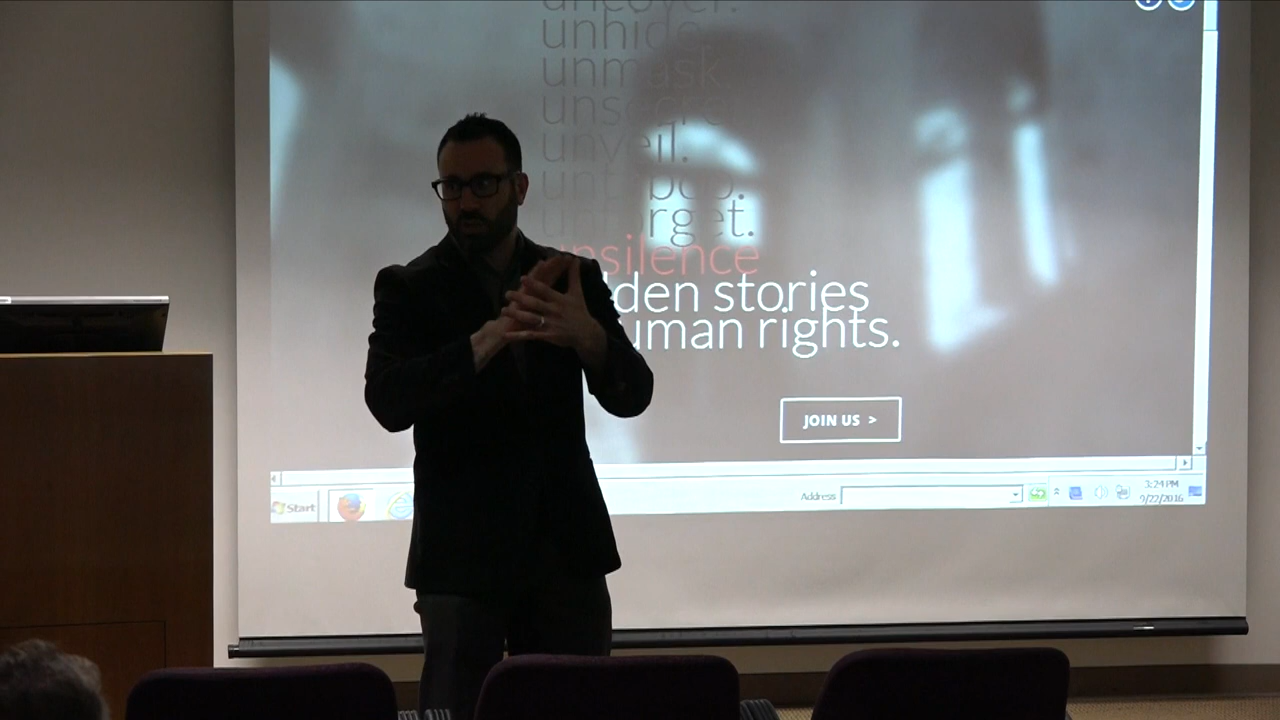 uncover.
unhide.
unmask.
unveil.
unforget.
unsilence
dden stories
uman rights.
JOIN US >
Start
Address
3:24 PM
9/22/2016